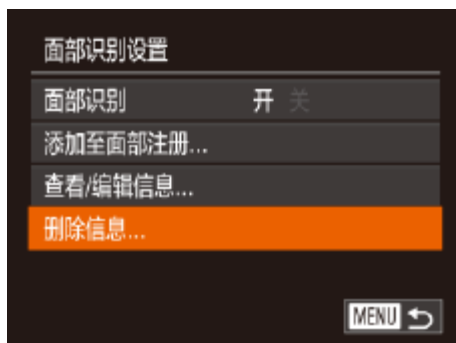 面部识别设置
面部识别 开 关
添加至面部注册...
查看/编辑信息...
删除信息...
MENU